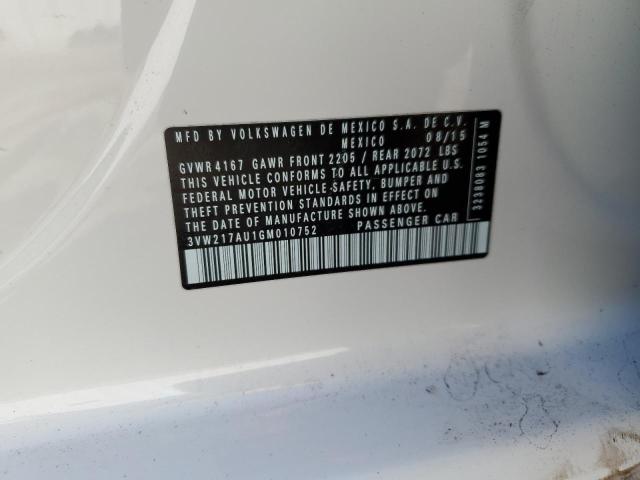 MFD BY VOLKSWAGEN DE MEXICO S.A. DE C.V.
MEXICO 08/15
GVWR 4167 GAWR FRONT 2205 / REAR 2072 LBS
THIS VEHICLE CONFORMS TO ALL APPLICABLE U.S.
FEDERAL MOTOR VEHICLE-SAFETY, BUMPER AND
THEFT PREVENTION STANDARDS IN EFFECT ON
THE DATE OF MANUFACTURE SHOWN ABOVE.
3VW217AU1GM010752 PASSENGER CAR
3238083 1054 M